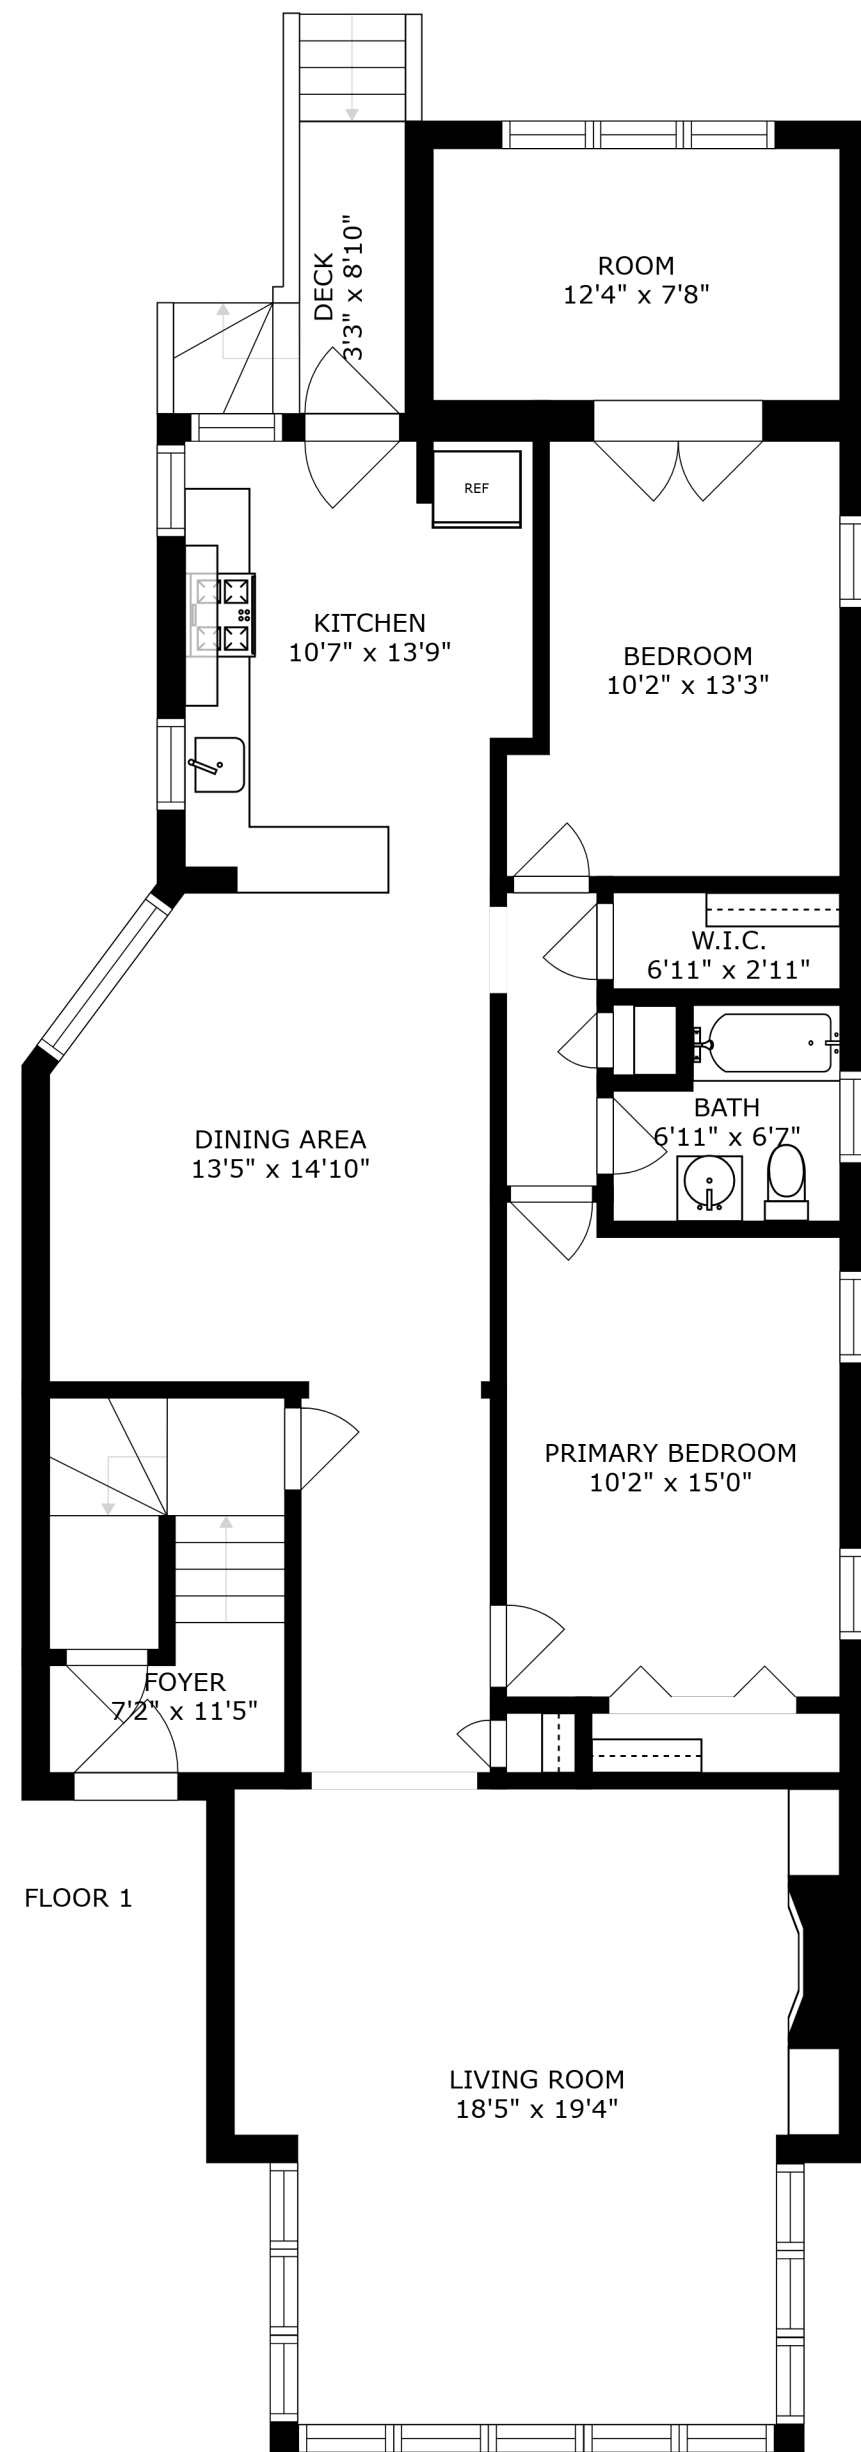 DECK
3'3" x 8'10"
ROOM
12'4" x 7'8"
REF
KITCHEN
10'7" x 13'9"
BEDROOM
10'2" x 13'3"
W.I.C.
6'11" x 2'11"
BATH
6'11" x 6'7"
DINING AREA
13'5" x 14'10"
PRIMARY BEDROOM
10'2" x 15'0"
FOYER
7'2" x 11'5"
FLOOR 1
LIVING ROOM
18'5" x 19'4"